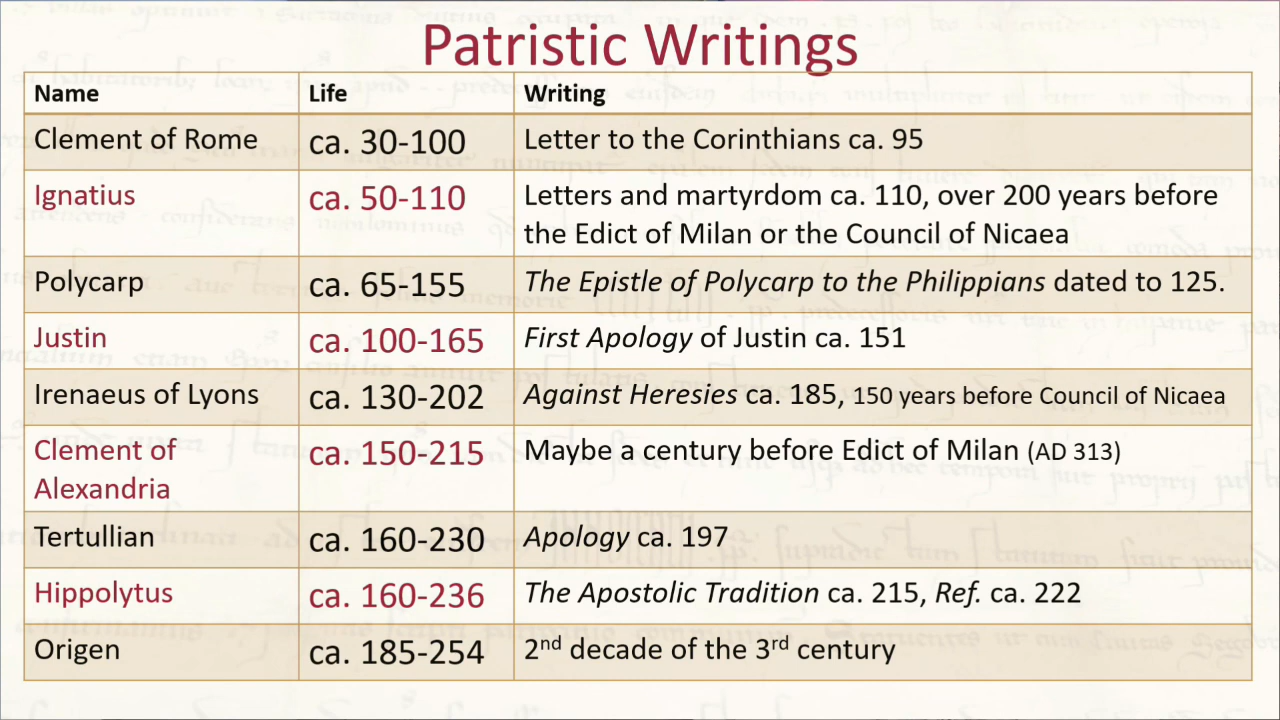 Patristic Writings
Name Life Writing
Clement of Rome ca. 30-100 Letter to the Corinthians ca. 95
Ignatius ca. 50-110 Letters and martyrdom ca. 110, over 200 years before
the Edict of Milan or the Council of Nicaea
Polycarp ca. 65-155 The Epistle of Polycarp to the Philippians dated to 125.
Justin ca. 100-165 First Apology of Justin ca. 151
Irenaeus of Lyons ca. 130-202 Against Heresies ca. 185, 150 years before Council of Nicaea
Clement of ca. 150-215 Maybe a century before Edict of Milan (AD 313)
Alexandria
Tertullian ca. 160-230 Apology ca. 197
Hippolytus ca. 160-236 The Apostolic Tradition ca. 215, Ref. ca. 222
Origen ca. 185-254 2nd decade of the 3rd century